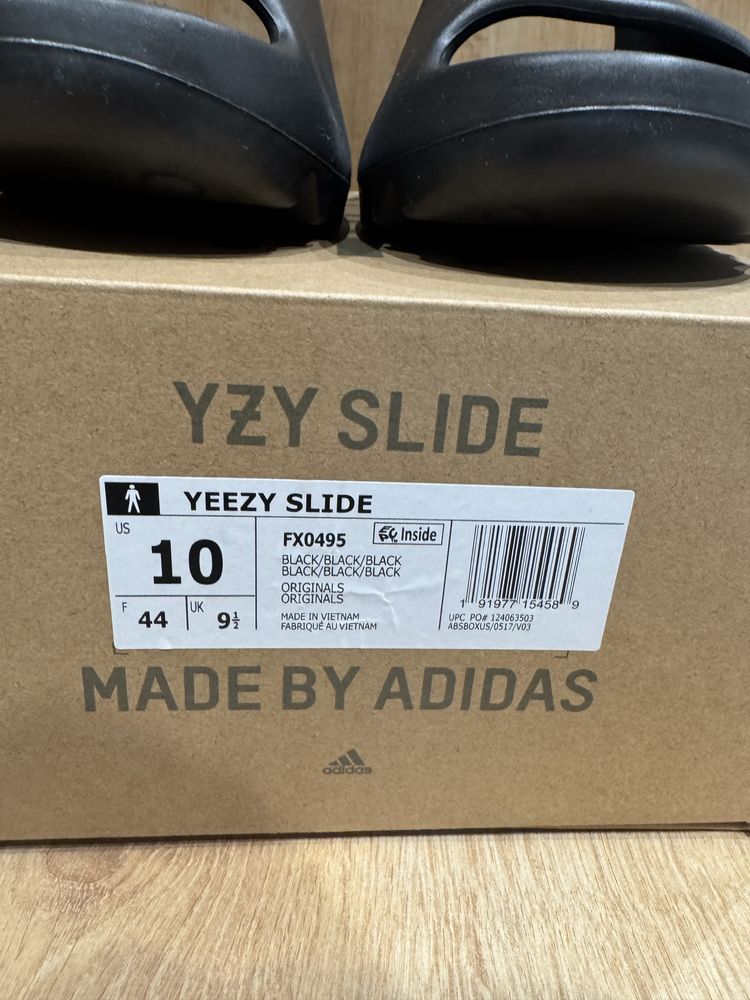 YZY SLIDE
YEEZY SLIDE
US
10
F
44
UK
9½
FX0495
Inside
BLACK/BLACK/BLACK
BLACK/BLACK/BLACK
ORIGINALS
ORIGINALS
MADE IN VIETNAM
FABRIQUÉ AU VIETNAM
1 91977 15458 9
UPC PO# 124063503
ABSBOXUS/0517/V03
MADE BY ADIDAS
adidas